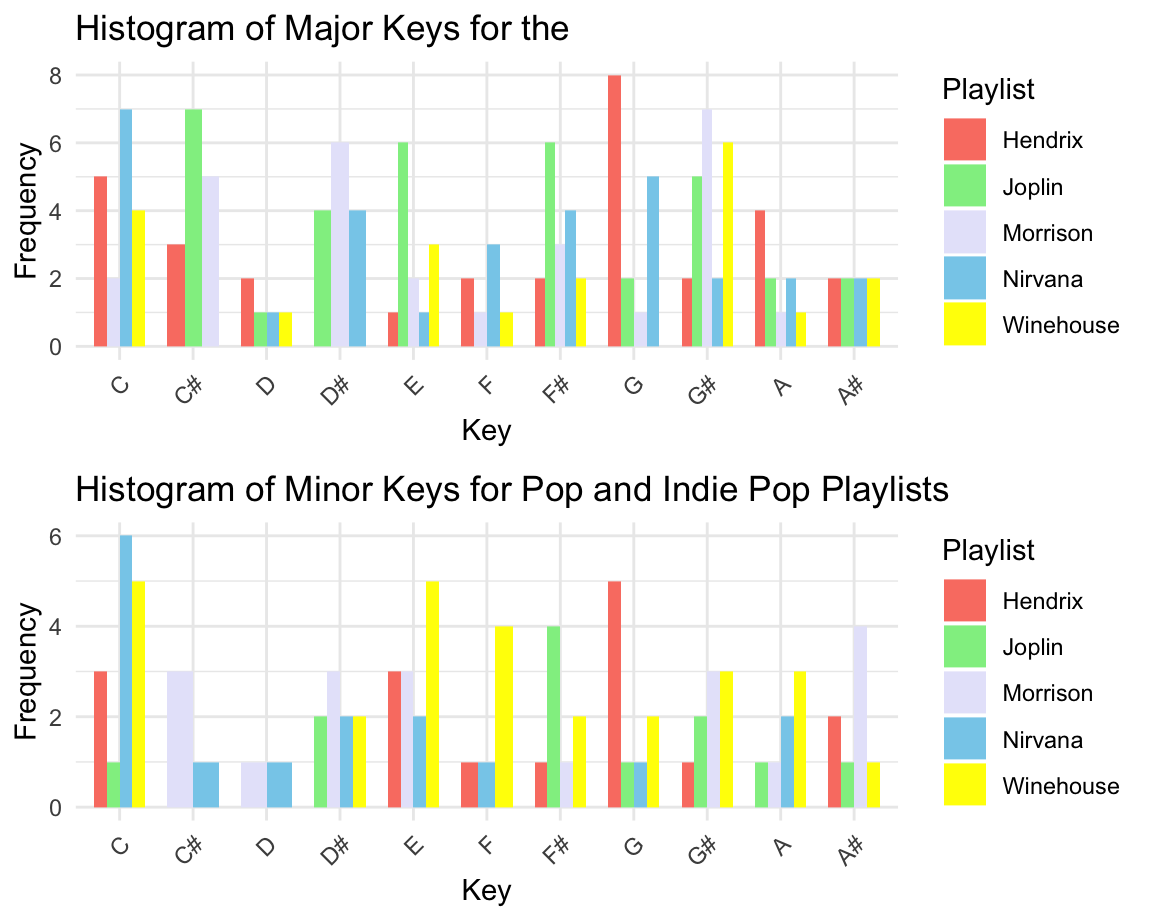 Histogram of Major Keys for the
Frequency
8
6
4
2
0
C C# D D# E F F# G G# A A#
Key
Playlist
Hendrix
Joplin
Morrison
Nirvana
Winehouse
Histogram of Minor Keys for Pop and Indie Pop Playlists
Frequency
6
4
2
0
C C# D D# E F F# G G# A A#
Key
Playlist
Hendrix
Joplin
Morrison
Nirvana
Winehouse